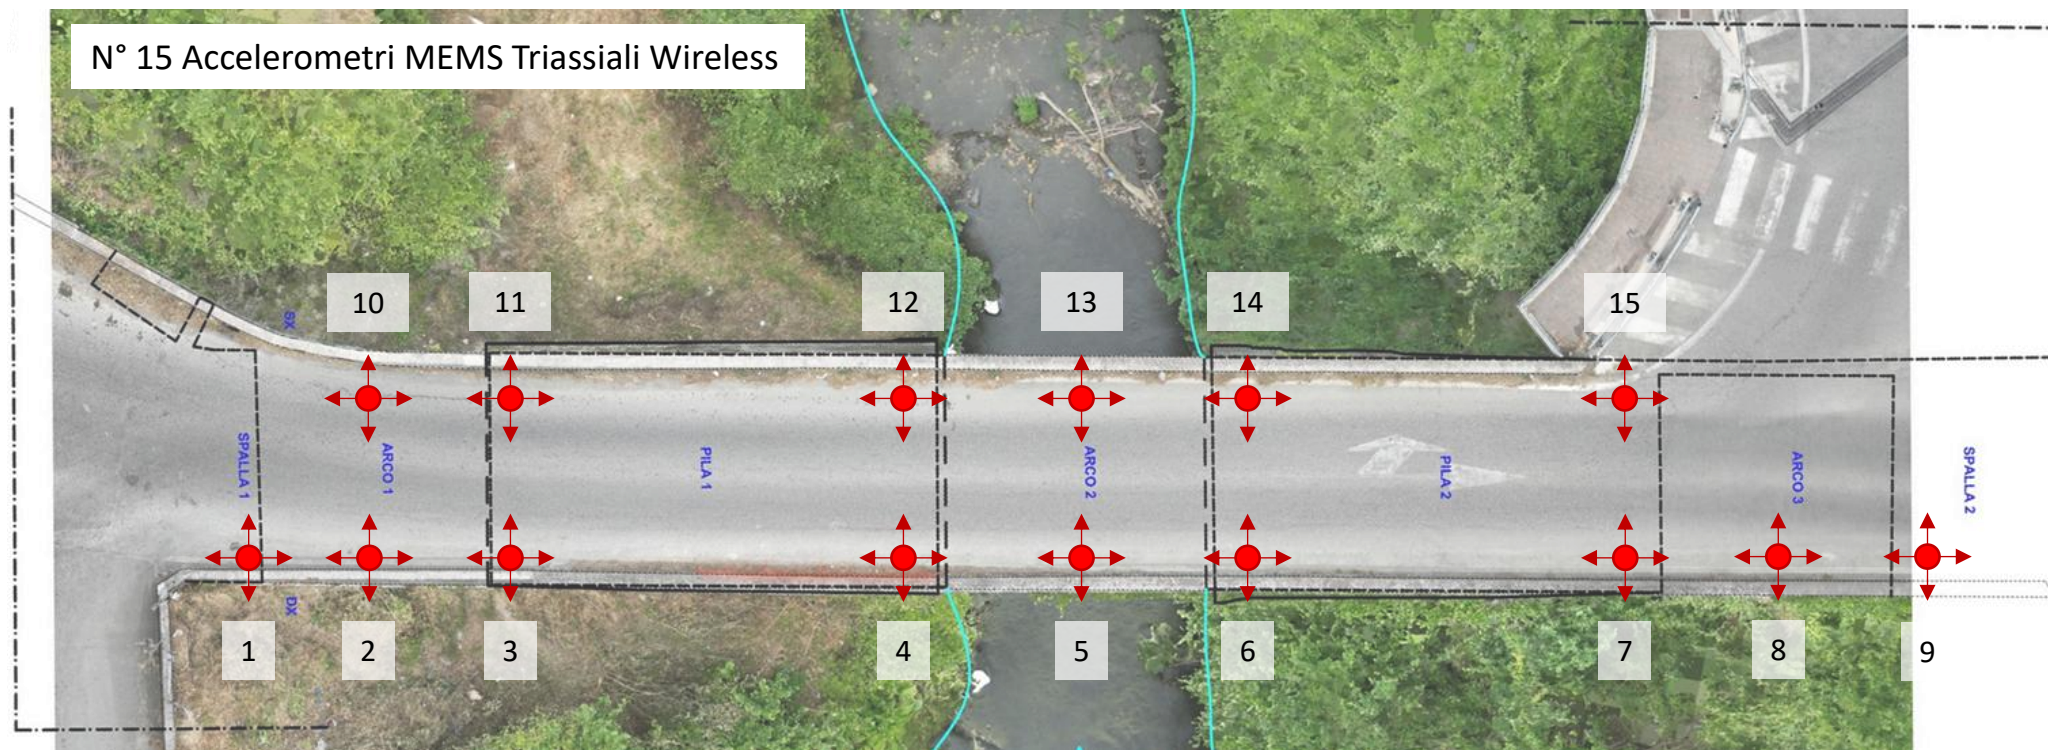 N° 15 Accelerometri MEMS Triassiali Wireless
10
11
12
13
14
15
SX
SPALLA 1
ARCO 1
PILA 1
ARCO 2
PILA 2
ARCO 3
SPALLA 2
DX
1
2
3
4
5
6
7
8
9